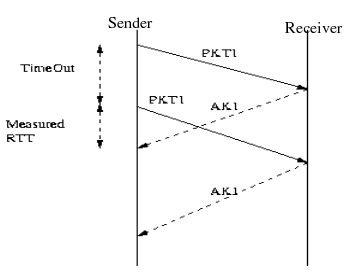 Sender
Receiver
PKT1
TimeOut
PKT1
AK1
Measured
RTT
AK1